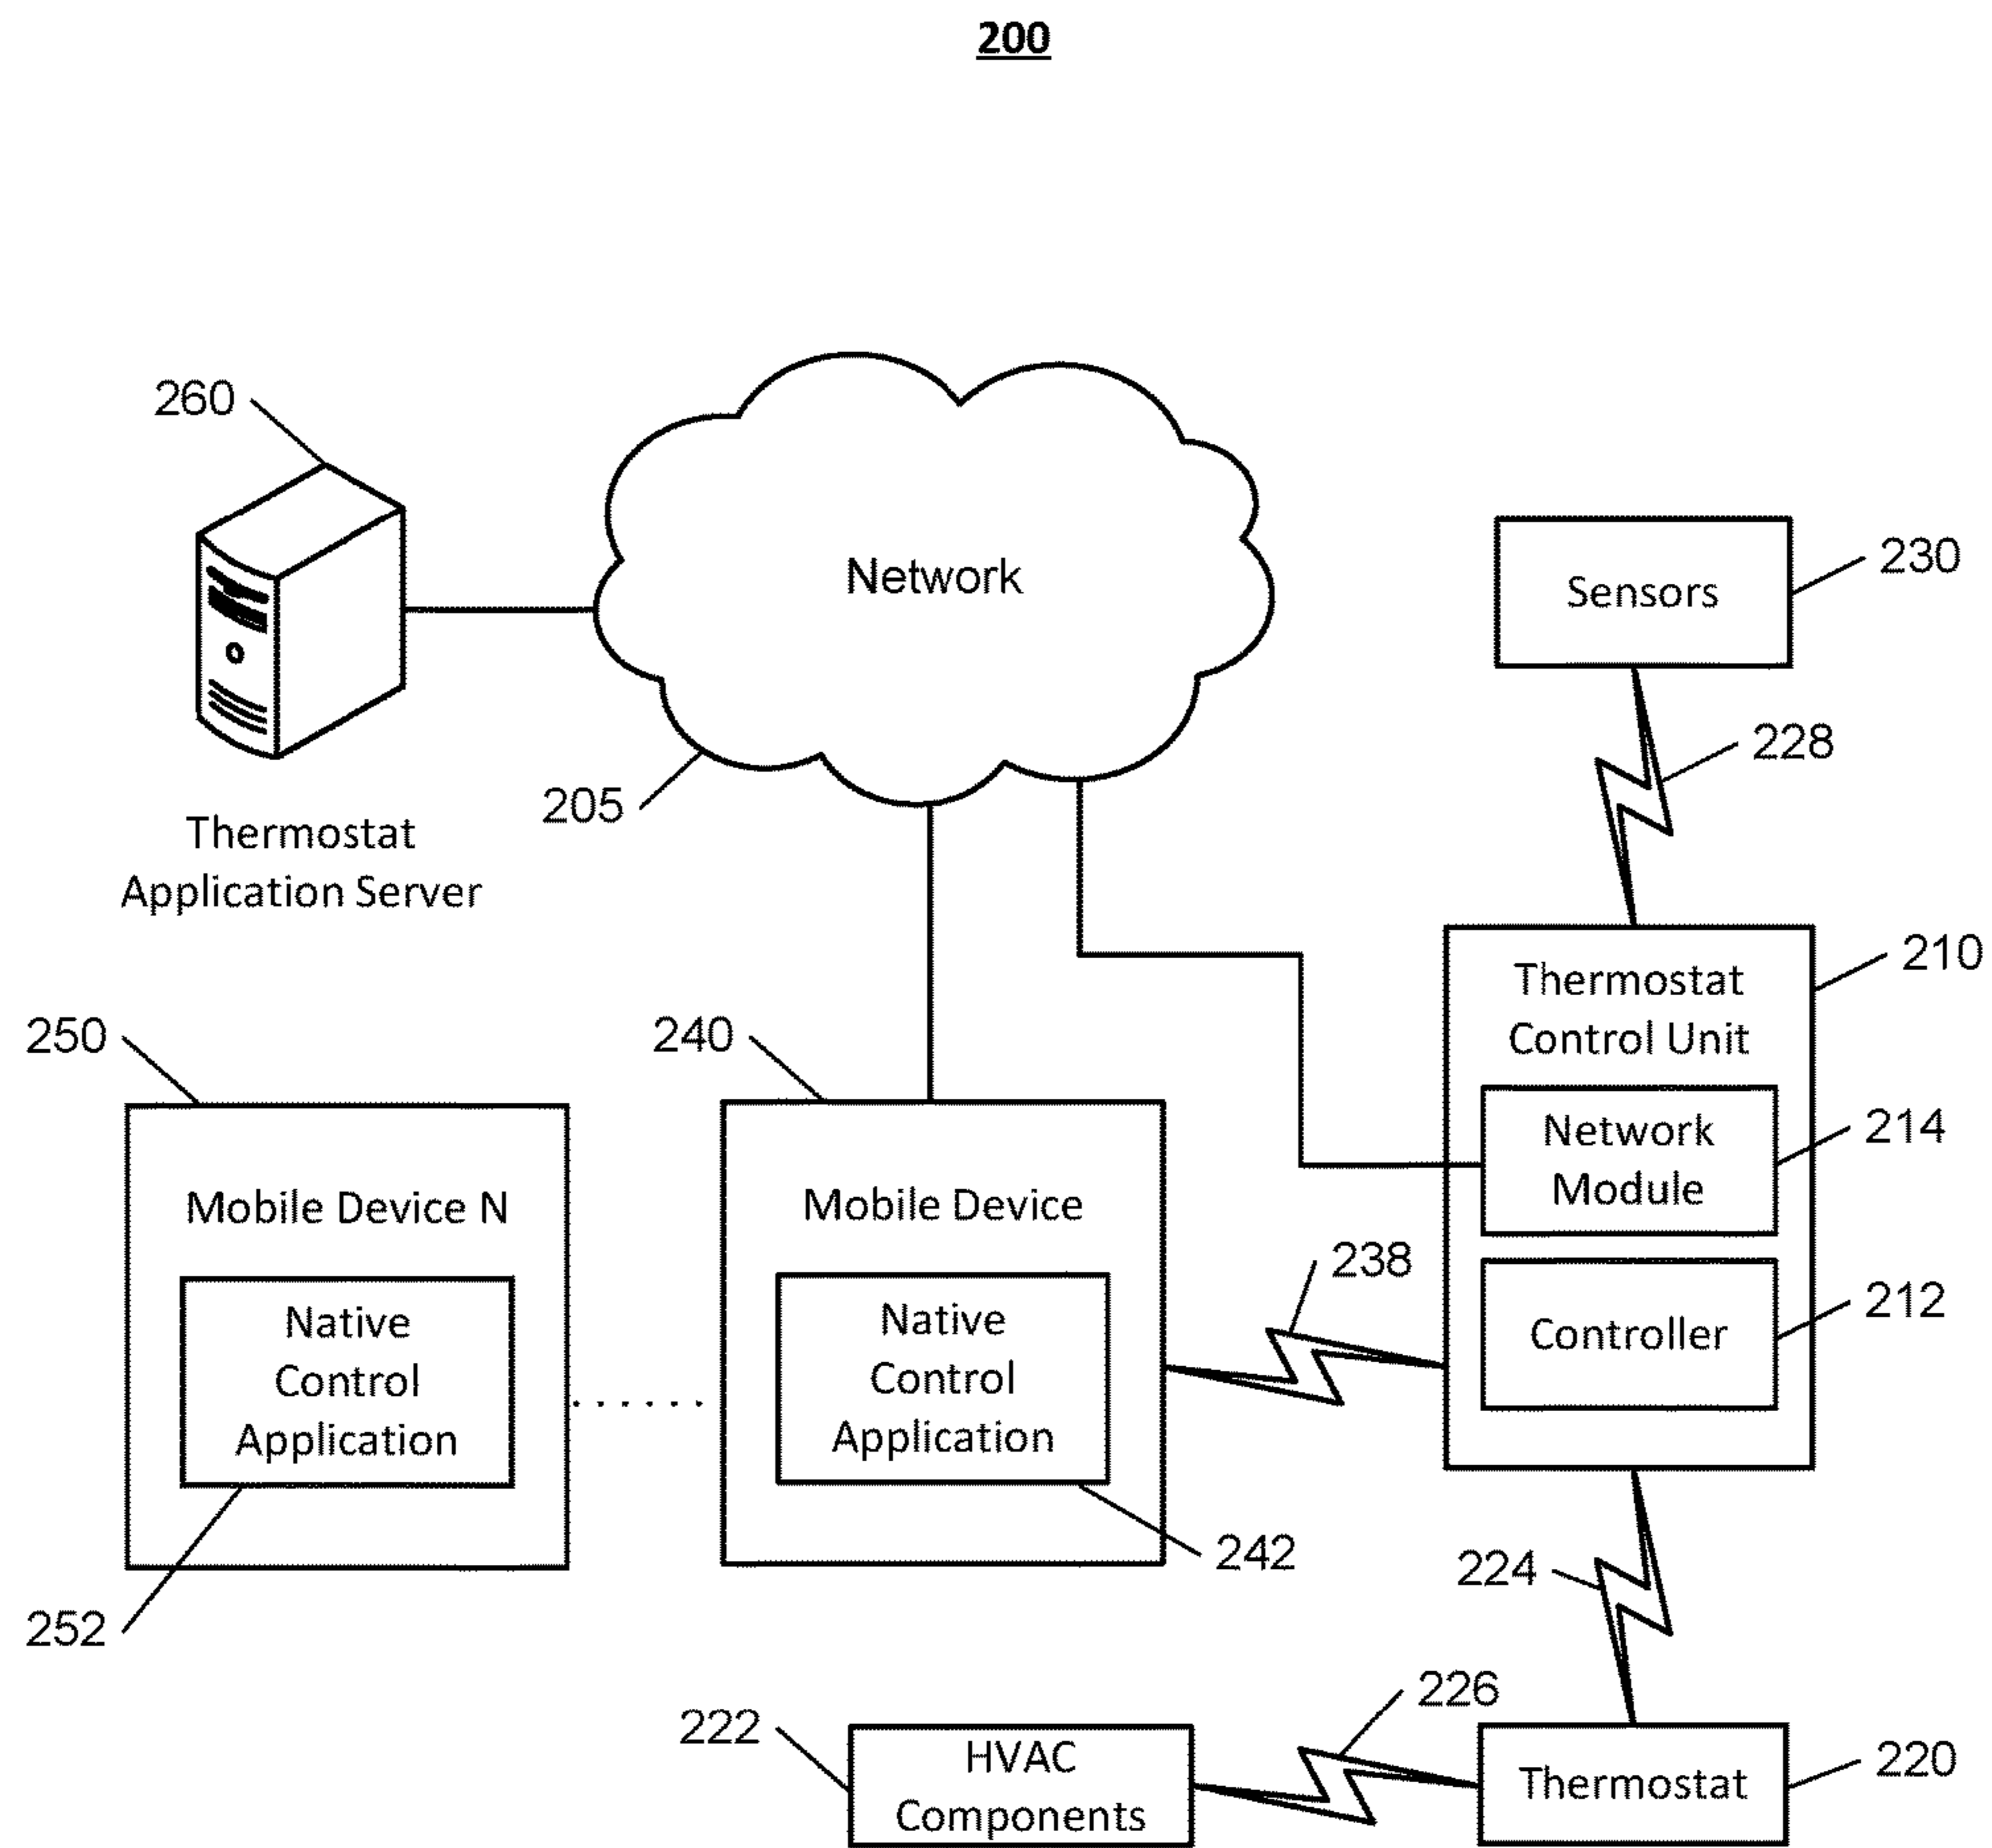 200
260
Network
230
Sensors
228
205
Thermostat
Application Server
210
Thermostat
Control Unit
250
240
214
Network
Module
Mobile Device N
Mobile Device
238
212
Controller
Native
Control
Application
Native
Control
Application
242
224
252
226
222
HVAC
Components
220
Thermostat